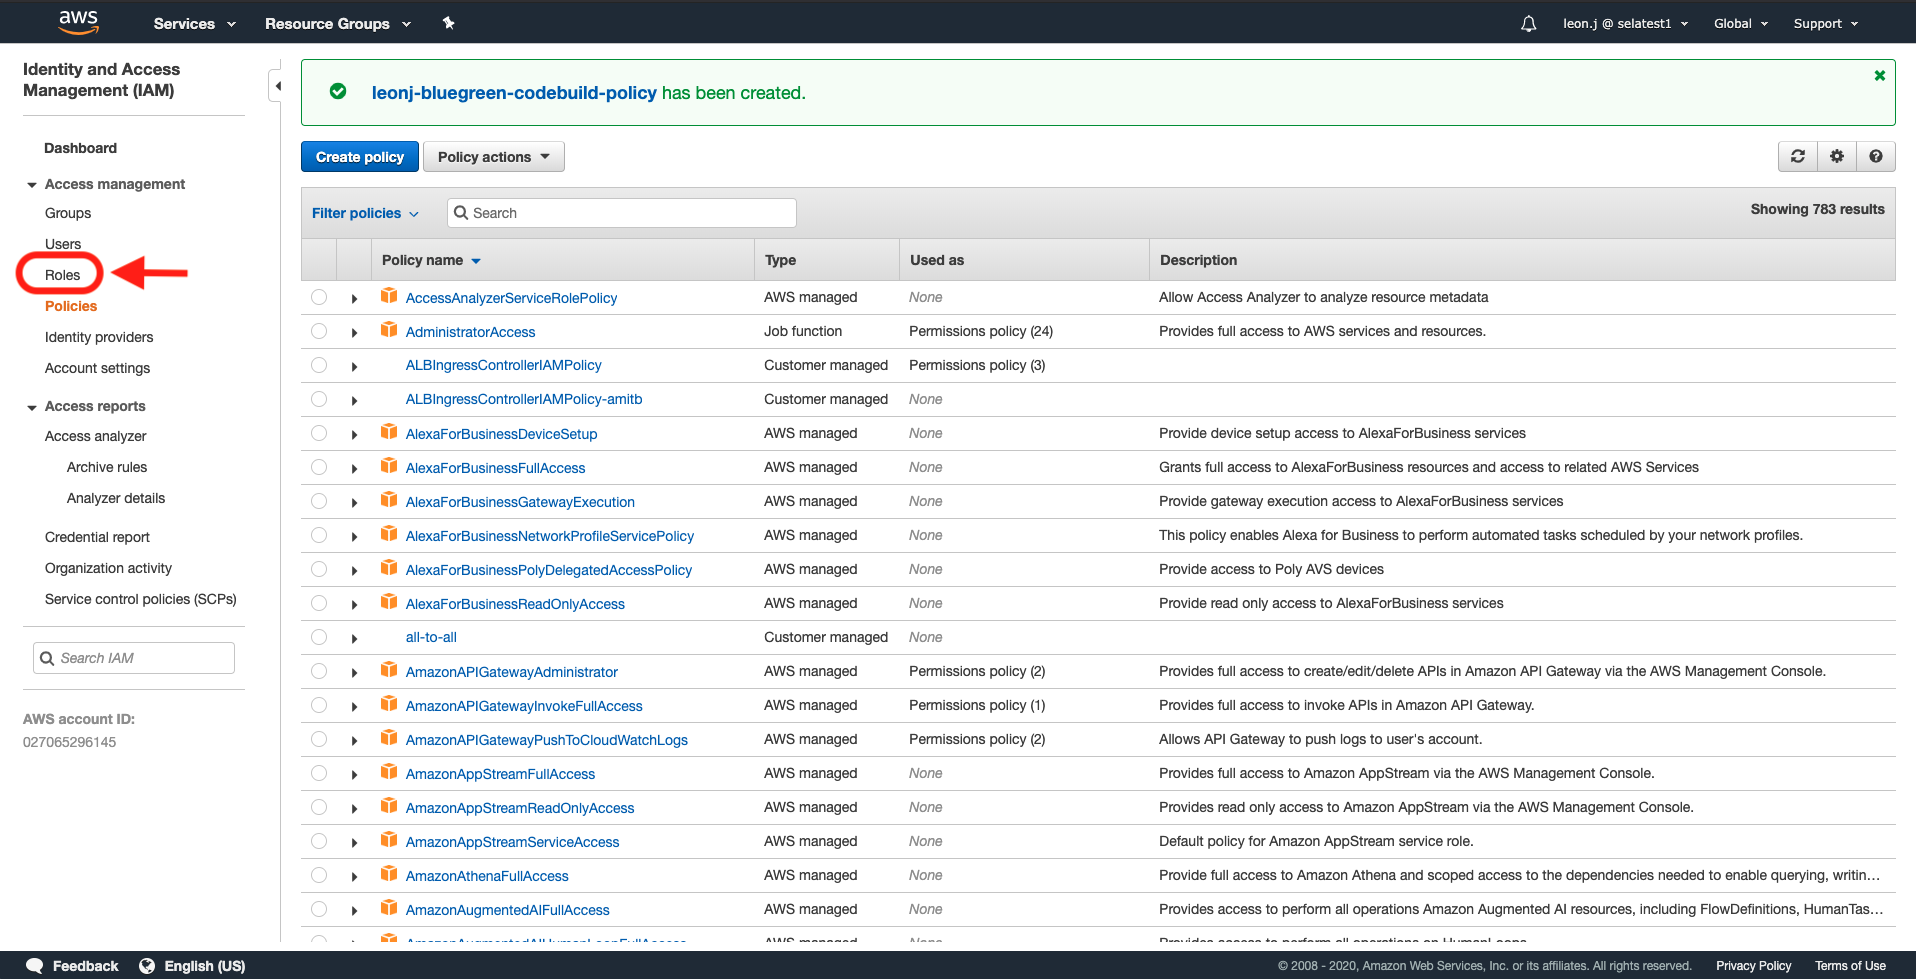 aws Services Resource Groups leon.j @ selatest1 Global Support
Identity and Access
Management (IAM)
Dashboard
Access management
Groups
Users
Roles
Policies
Identity providers
Account settings
Access reports
Access analyzer
Archive rules
Analyzer details
Credential report
Organization activity
Service control policies (SCPs)
Search IAM
AWS account ID:
027065296145
leonj-bluegreen-codebuild-policy has been created.
Create policy Policy actions
Filter policies Search Showing 783 results
Policy name Type Used as Description
AccessAnalyzerServiceRolePolicy AWS managed None Allow Access Analyzer to analyze resource metadata
AdministratorAccess Job function Permissions policy (24) Provides full access to AWS services and resources.
ALBIngressControllerIAMPolicy Customer managed Permissions policy (3)
ALBIngressControllerIAMPolicy-amitb Customer managed None
AlexaForBusinessDeviceSetup AWS managed None Provide device setup access to AlexaForBusiness services
AlexaForBusinessFullAccess AWS managed None Grants full access to AlexaForBusiness resources and access to related AWS Services
AlexaForBusinessGatewayExecution AWS managed None Provide gateway execution access to AlexaForBusiness services
AlexaForBusinessNetworkProfileServicePolicy AWS managed None This policy enables Alexa for Business to perform automated tasks scheduled by your network profiles.
AlexaForBusinessPolyDelegatedAccessPolicy AWS managed None Provide access to Poly AVS devices
AlexaForBusinessReadOnlyAccess AWS managed None Provide read only access to AlexaForBusiness services
all-to-all Customer managed None
AmazonAPIGatewayAdministrator AWS managed Permissions policy (2) Provides full access to create/edit/delete APIs in Amazon API Gateway via the AWS Management Console.
AmazonAPIGatewayInvokeFullAccess AWS managed Permissions policy (1) Provides full access to invoke APIs in Amazon API Gateway.
AmazonAPIGatewayPushToCloudWatchLogs AWS managed Permissions policy (2) Allows API Gateway to push logs to user's account.
AmazonAppStreamFullAccess AWS managed None Provides full access to Amazon AppStream via the AWS Management Console.
AmazonAppStreamReadOnlyAccess AWS managed None Provides read only access to Amazon AppStream via the AWS Management Console.
AmazonAppStreamServiceAccess AWS managed None Default policy for Amazon AppStream service role.
AmazonAthenaFullAccess AWS managed None Provide full access to Amazon Athena and scoped access to the dependencies needed to enable querying, writin...
AmazonAugmentedAIFullAccess AWS managed None Provides access to perform all operations Amazon Augmented AI resources, including FlowDefinitions, HumanTas...
AmazonAugmentedAIHumanLoopFullAccess AWS managed None Provides access to perform all operations on HumanLoops.
Feedback English (US) © 2008 - 2020, Amazon Web Services, Inc. or its affiliates. All rights reserved. Privacy Policy Terms of Use